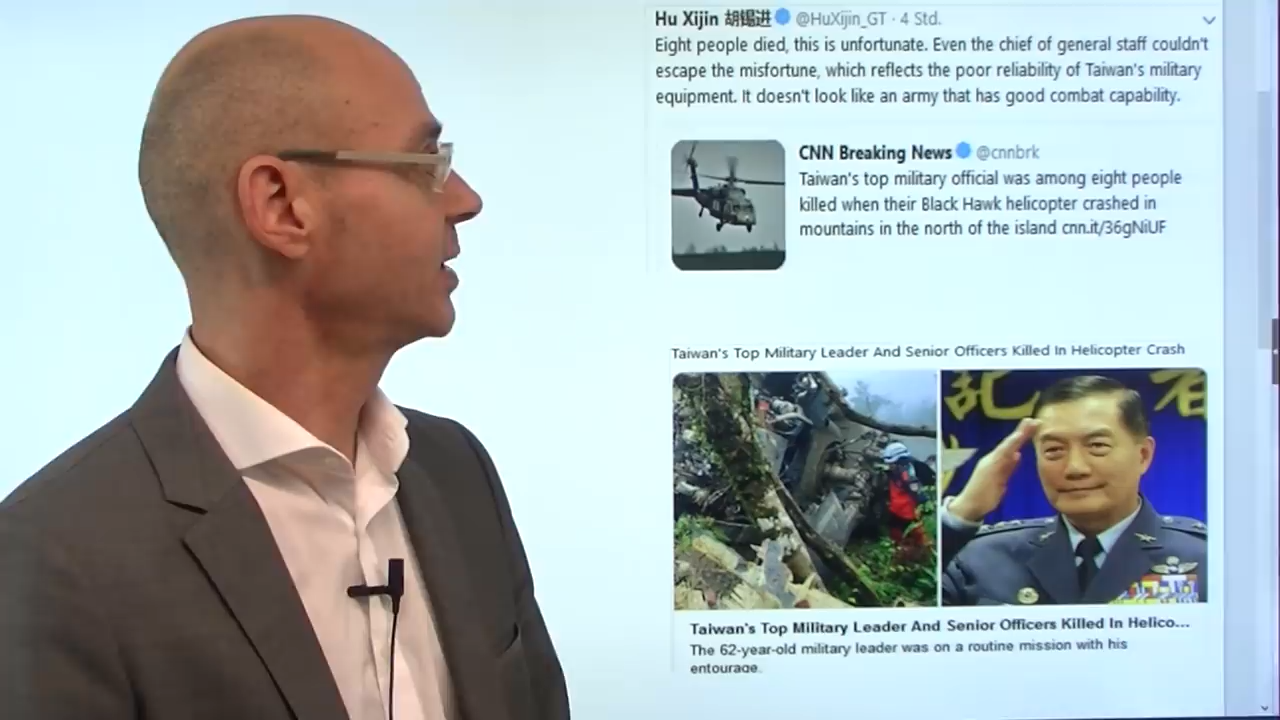 Hu Xijin 胡锡进 @HuXijin_GT · 4 Std.
Eight people died, this is unfortunate. Even the chief of general staff couldn't
escape the misfortune, which reflects the poor reliability of Taiwan's military
equipment. It doesn't look like an army that has good combat capability.
CNN Breaking News @cnnbrk
Taiwan's top military official was among eight people
killed when their Black Hawk helicopter crashed in
mountains in the north of the island cnn.it/36gNiUF
Taiwan's Top Military Leader And Senior Officers Killed In Helicopter Crash
記 者
Taiwan's Top Military Leader And Senior Officers Killed In Helico...
The 62-year-old military leader was on a routine mission with his
entourage.